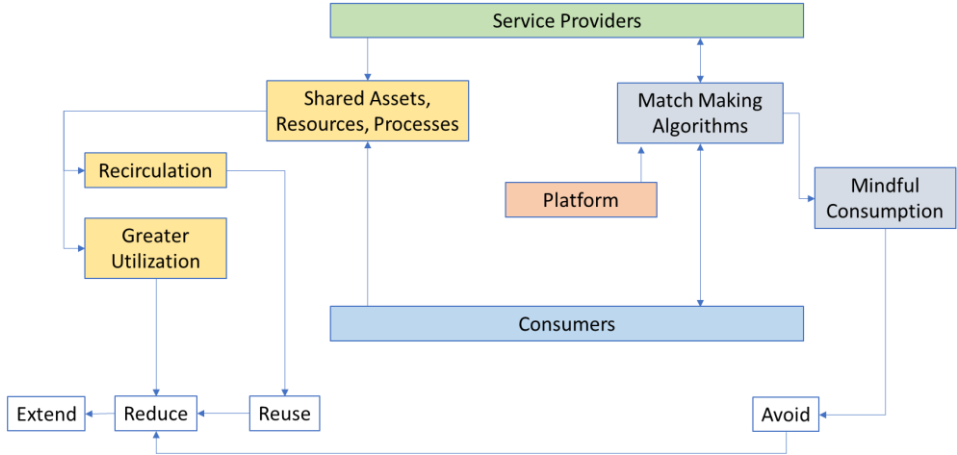 Service Providers
Shared Assets,
Resources, Processes
Match Making
Algorithms
Recirculation
Platform
Mindful
Consumption
Greater
Utilization
Consumers
Extend
Reduce
Reuse
Avoid